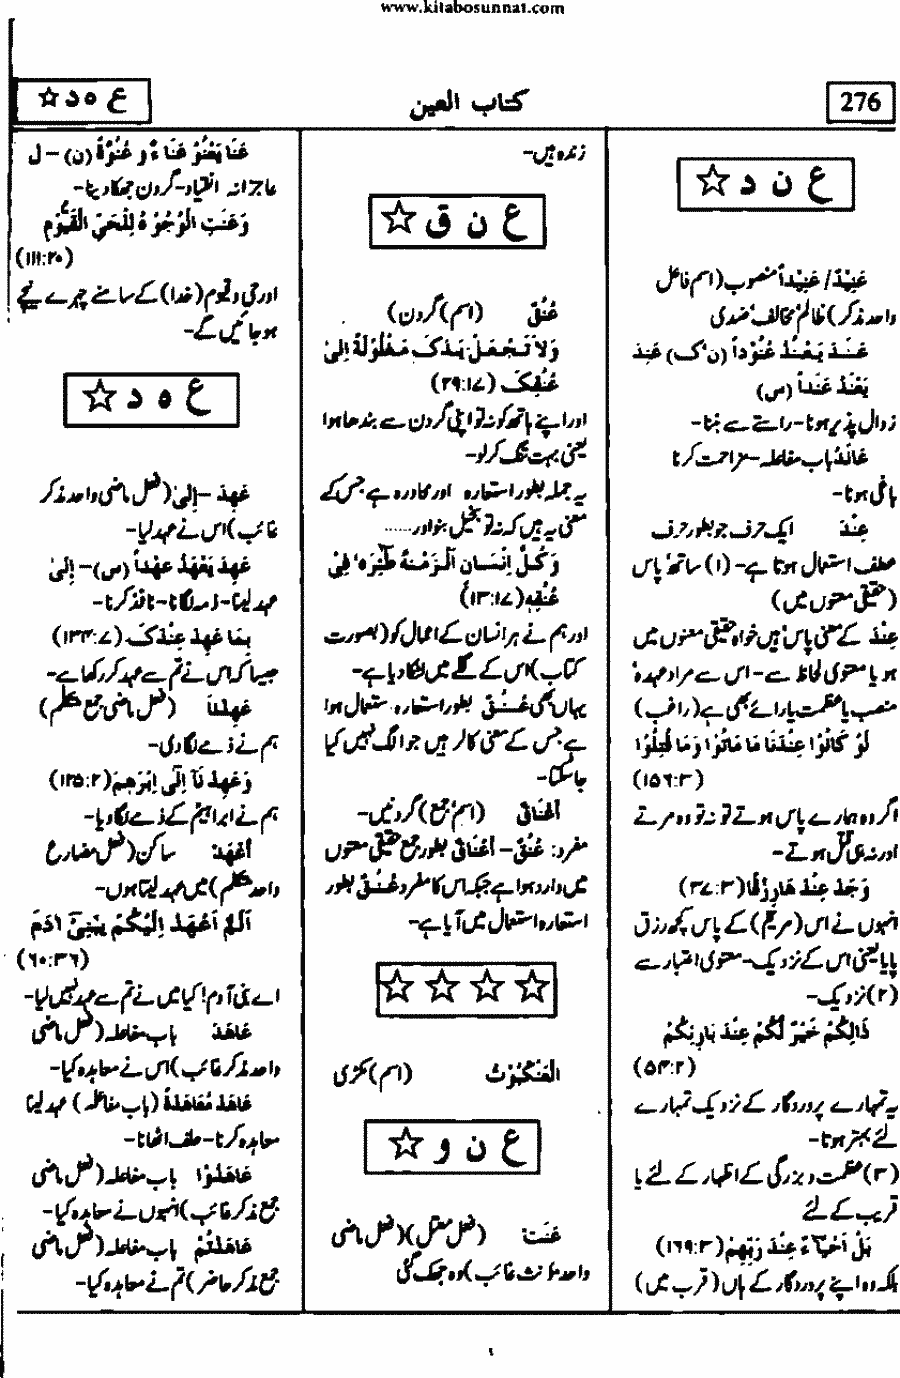 www.kitabosunnat.com
276
کتاب العین
ع ہ د ☆
ع ن د ☆
عَنِیْدٌ/ عَنِیْداً منصوب (اسم فاعل
واحد مذکر) ظالم' مخالف' ضدی
عَنَدَ یَعْنُدُ عُنُوْداً (ن'ک) عَنِدَ
یَعْنَدُ عَنَداً (س)
زوال پذیر ہونا- راستے سے ہٹنا-
عَانَدَ باب مفاعلہ- مزاحمت کرنا
باغی ہونا-
عِنْدَ ایک حرف جو بطور حرف
عطف استعمال ہوتا ہے- (۱) ساتھ' پاس
(حقیقی معنوں میں)
عِنْدَ کے معنی پاس' ہیں خواہ حقیقی معنوں میں
ہو یا معنوی لحاظ سے- اس سے مراد عہدہ'
منصب یا عظمت یا رائے بھی ہے (راغب)
لَوْ کَانُوْا عِنْدَنَا مَا مَاتُوْا وَمَا قُتِلُوْا
(۱۵۶:۳)
اگر وہ ہمارے پاس ہوتے تو نہ تو وہ مرتے
اور نہ ہی قتل ہوتے-
وَجَدَ عِنْدَ هَا رِزْقًا (۳۷:۳)
انہوں نے اس (مریمؑ) کے پاس کچھ رزق
پایا یعنی اس کے نزدیک- معنوی اعتبار سے
(۲) نزدیک-
ذَالِکُمْ خَیْرٌ لَّکُمْ عِنْدَ بَارِئِکُمْ
(۵۴:۲)
یہ تمہارے پروردگار کے نزدیک تمہارے
لئے بہتر ہوتا-
(۳) عظمت و بزرگی کے اظہار کے لئے یا
قریب کے لئے
بَلْ اَحْیَآءٌ عِنْدَ رَبِّهِمْ (۱۶۹:۳)
بلکہ وہ اپنے پروردگار کے ہاں (قرب میں)
زندہ ہیں-
ع ن ق ☆
عُنُقٌ (اسم) گردن)
وَلَا تَجْعَلْ یَدَکَ مَغْلُوْلَةً اِلیٰ
عُنُقِکَ (۲۹:۱۷)
اور اپنے ہاتھ کو نہ تو اپنی گردن سے بندھا ہوا
یعنی بہت تنگ کر لو-
یہ جملہ بطور استعارہ اور محاورہ ہے جس کے
معنی یہ ہیں کہ نہ تو بخیل بنو اور......
وَکُلَّ اِنْسَانٍ اَلْزَمْنٰهُ طٰٓئِرَهٗ فِیْ
عُنُقِهٖ (۱۳:۱۷)
اور ہم نے ہر انسان کے اعمال کو (بصورت
کتاب) اس کے گلے میں لٹکا دیا ہے-
یہاں بھی عُنُق بطور استعارہ ستعمال ہوا
ہے جس کے معنی کالر ہیں جو الگ نہیں کیا
جا سکتا-
اَعْنَاقِ (اسم' جمع) گردنیں-
مفرد: عُنُقٌ- اَعْنَاق بطور جمع حقیقی معنوں
میں وارد ہوا ہے جبکہ اس کا مفرد عُنُق بطور
استعارہ استعمال میں آیا ہے-
☆ ☆ ☆ ☆
العَنْکَبُوْتُ (اسم) مکڑی
ع ن و ☆
عَنَتْ (فعل معتل) (فعل ماضی
واحد مؤنث غائب) وہ جھک گئی
عَنَا یَعْنُوْ عَنَاءً وَ عُنُوَّةً (ن) - لِ
عاجزانہ انقیاد- گردن جھکا دینا-
وَعَنَتِ الْوُجُوْهُ لِلْحَیِّ الْقَیُّوْمِ
(۱۱۱:۲۰)
اور حی و قیوم (خدا) کے سامنے چہرے نیچے
ہو جائیں گے-
ع ہ د ☆
عَهِدَ - اِلیٰ (فعل ماضی واحد مذکر
غائب) اس نے عہد لیا-
عَهِدَ یَعْهَدُ عَهْداً (س) - اِلیٰ
عہد لینا- ذمہ لگانا- نافذ کرنا-
بِمَا عَهِدَ عِنْدَکَ (۱۳۴:۷)
جیسا کہ اس نے تم سے عہد کر رکھا ہے-
عَهِدْنَا (فعل ماضی جمع متکلم)
ہم نے ذمے لگا دی-
وَعَهِدْ نَآ اِلٰٓی اِبْرٰهِمَ (۱۲۵:۲)
ہم نے ابراہیمؑ کے ذمے لگا دیا-
اَعْهَدْ ساکن (فعل مضارع
واحد متکلم) میں عہد لیتا ہوں-
اَلَمْ اَعْهَدْ اِلَیْکُمْ یٰبَنِیْٓ اٰدَمَ
(۶۰:۳۶)
اے بنی آدم! کیا میں نے تم سے عہد نہیں لیا-
عَاهَدَ باب مفاعلہ (فعل ماضی
واحد مذکر غائب) اس نے معاہدہ کیا-
عَاهَدَ مُعَاهَدَةً (باب مفاعلہ) عہد لینا
معاہدہ کرنا- حلف اٹھانا-
عَاهَدُوْا باب مفاعلہ (فعل ماضی
جمع مذکر غائب) انہوں نے معاہدہ کیا-
عَاهَدْتُمْ باب مفاعلہ (فعل ماضی
جمع مذکر حاضر) تم نے معاہدہ کیا-